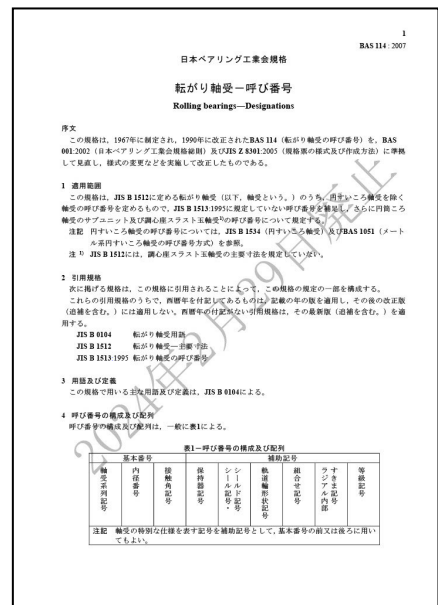 1
BAS 114 : 2007
日本ベアリング工業会規格
転がり軸受－呼び番号
Rolling bearings—Designations
序文
この規格は，1967年に制定され，1990年に改正されたBAS 114（転がり軸受の呼び番号）を，BAS
001:2002（日本ベアリング工業会規格総則）及びJIS Z 8301:2005（規格票の様式及び作成方法）に準拠
して見直し，様式の変更などを実施して改正したものである。
1 適用範囲
この規格は，JIS B 1512に定める転がり軸受（以下，軸受という。）のうち，円すいころ軸受を除く
軸受の呼び番号を定めるもので，JIS B 1513:1995に規定していない呼び番号を補足し，さらに円筒ころ
軸受のサブユニット及び調心座スラスト玉軸受¹⁾の呼び番号について規定する。
注記 円すいころ軸受の呼び番号については，JIS B 1534（円すいころ軸受）及びBAS 1051（メート
ル系円すいころ軸受の呼び番号方式）を参照。
注 ¹⁾ JIS B 1512には，調心座スラスト玉軸受の主要寸法を規定していない。
2 引用規格
次に掲げる規格は，この規格に引用されることによって，この規格の規定の一部を構成する。
これらの引用規格のうちで，西暦年を付記してあるものは，記載の年の版を適用し，その後の改正版
（追補を含む。）には適用しない。西暦年の付記がない引用規格は，その最新版（追補を含む。）を適
用する。
JIS B 0104 転がり軸受用語
JIS B 1512 転がり軸受―主要寸法
JIS B 1513:1995 転がり軸受の呼び番号
3 用語及び定義
この規格で用いる主な用語及び定義は，JIS B 0104による。
4 呼び番号の構成及び配列
呼び番号の構成及び配列は，一般に表1による。
表1－呼び番号の構成及び配列
基本番号 補助記号
軸受系列記号
内径番号
接触角記号
保持器記号
シールド記号
シール記号・
軌道輪形状記号
組合せ記号
すきま記号
ラジアル内部
等級記号
注記 軸受の特別な仕様を表す記号を補助記号として，基本番号の前又は後ろに用い
てもよい。
2024年2月29日廃止